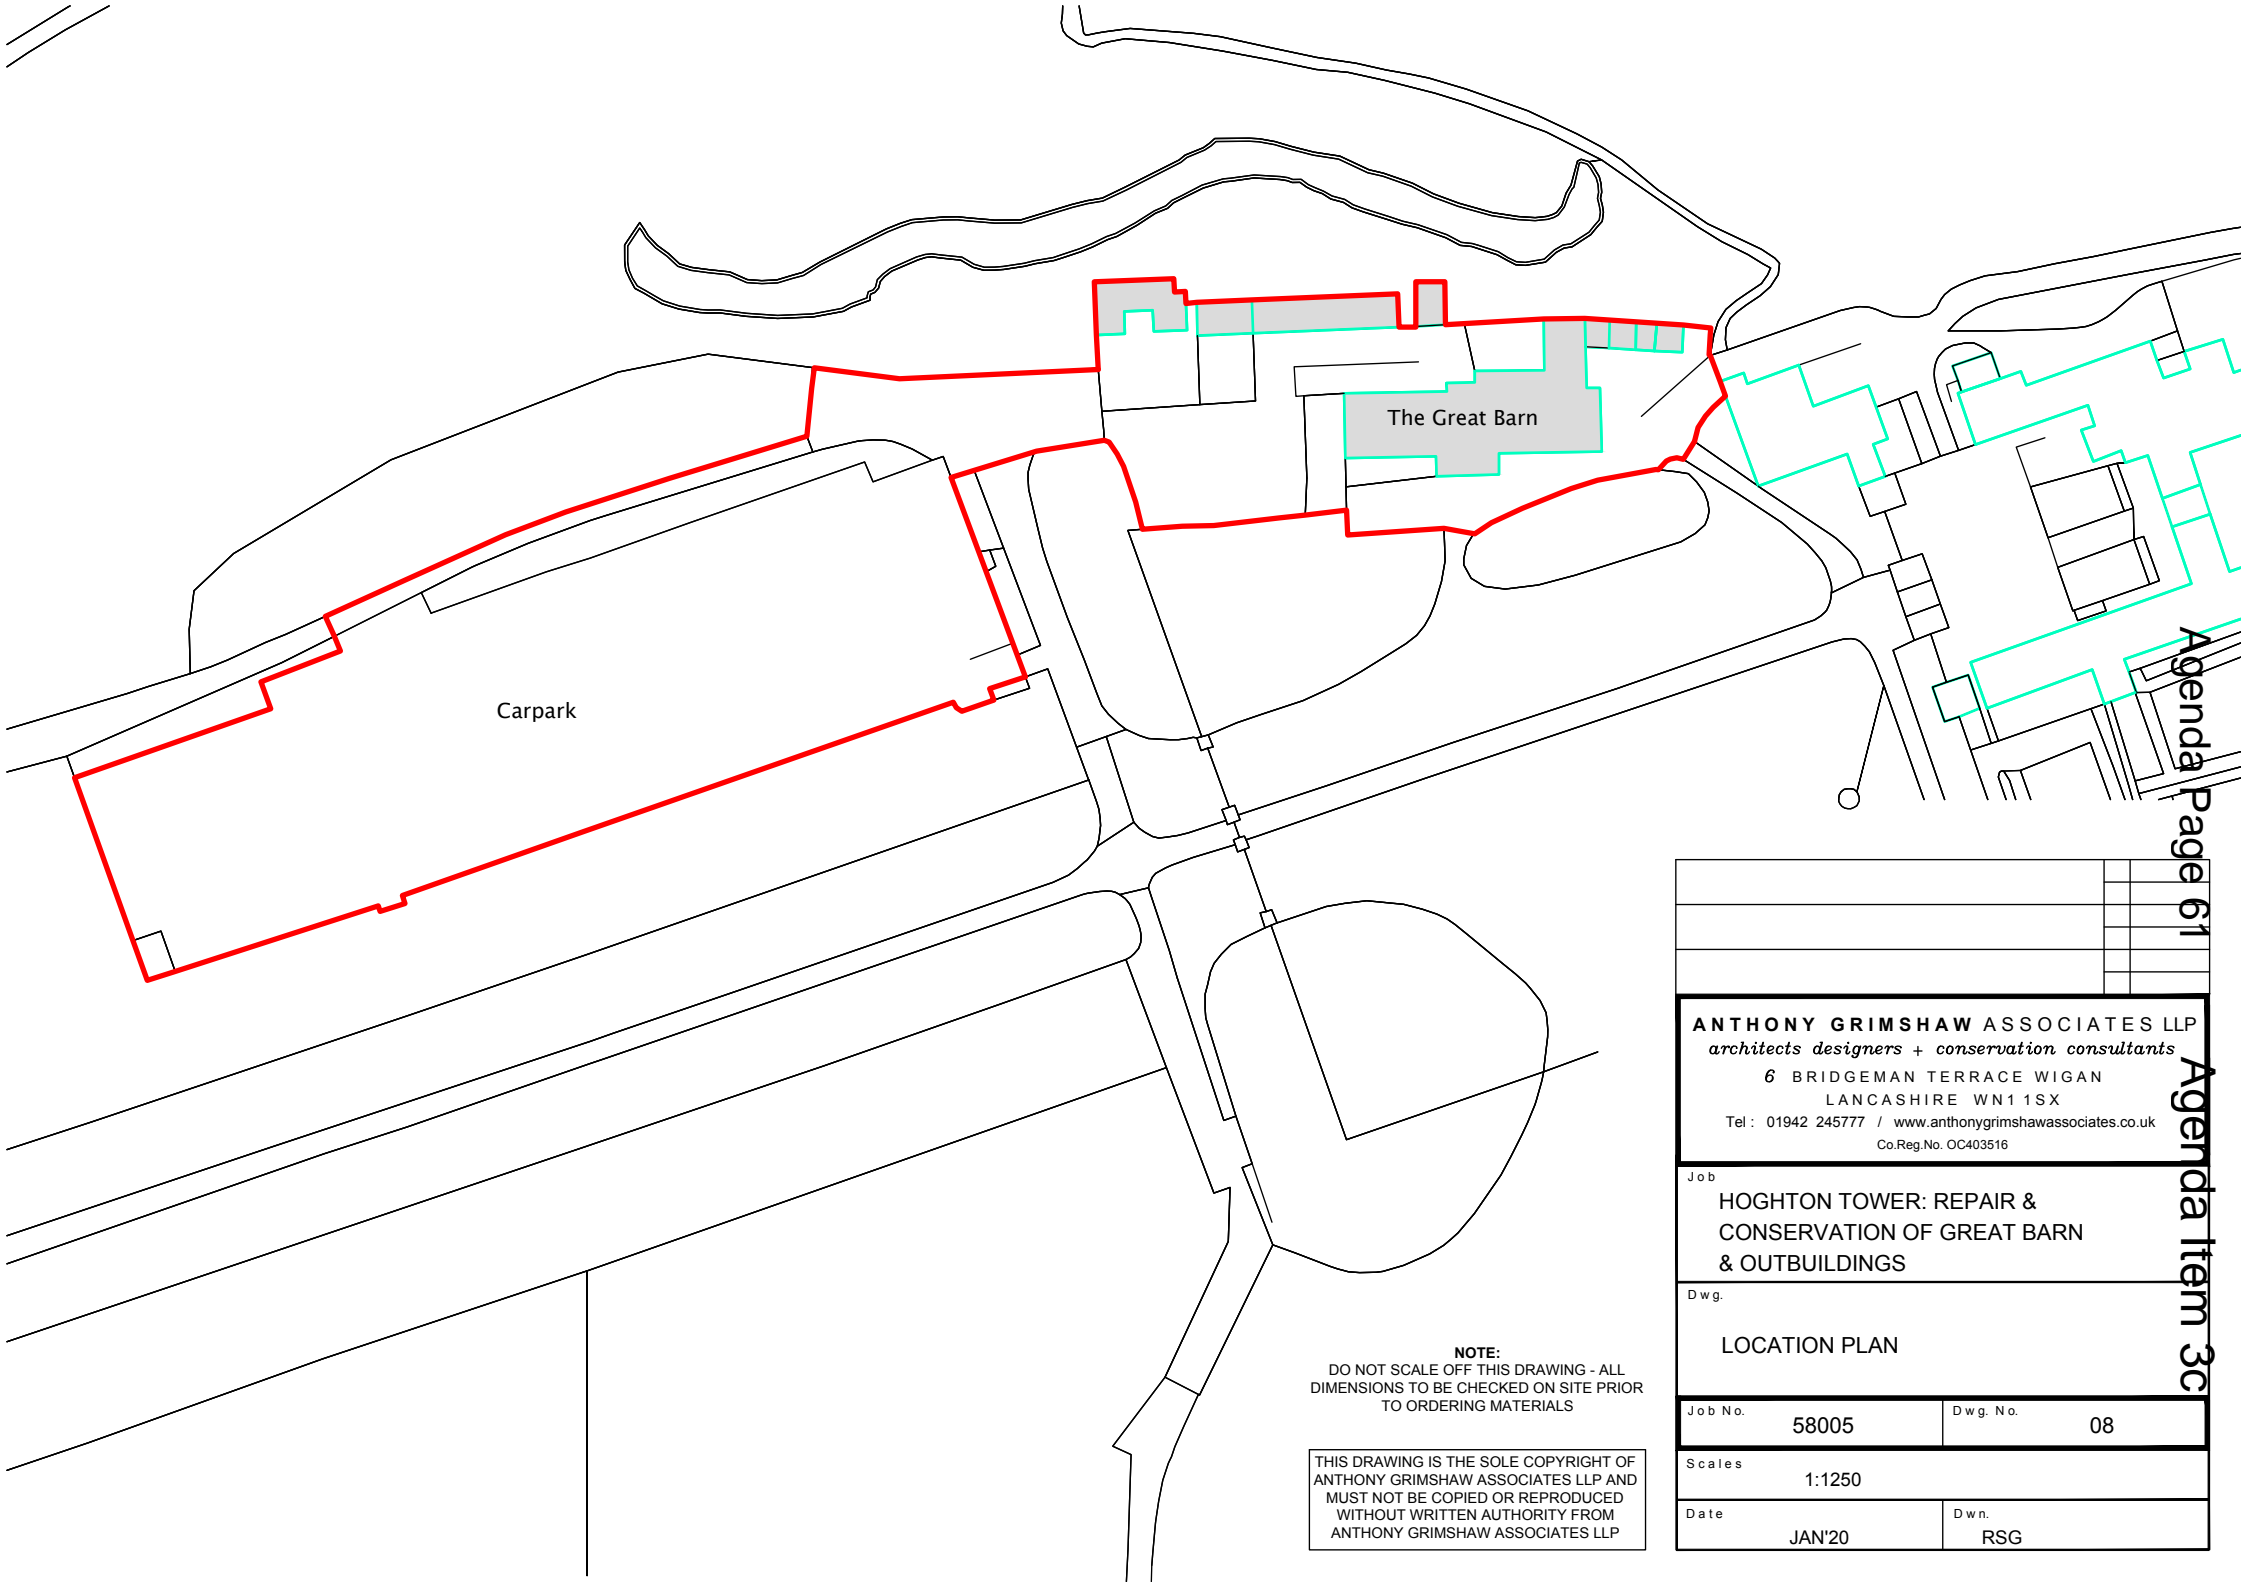 The Great Barn
Carpark
Agenda Page 61
Agenda Item 3c
ANTHONY GRIMSHAW ASSOCIATES LLP
architects designers + conservation consultants
6 BRIDGEMAN TERRACE WIGAN
LANCASHIRE WN1 1SX
Tel : 01942 245777 / www.anthonygrimshawassociates.co.uk
Co.Reg.No. OC403516
Job
HOGHTON TOWER: REPAIR &
CONSERVATION OF GREAT BARN
& OUTBUILDINGS
Dwg.
LOCATION PLAN
Job No.
58005
Dwg. No.
08
Scales
1:1250
Date
JAN'20
Dwn.
RSG
NOTE:
DO NOT SCALE OFF THIS DRAWING - ALL
DIMENSIONS TO BE CHECKED ON SITE PRIOR
TO ORDERING MATERIALS
THIS DRAWING IS THE SOLE COPYRIGHT OF
ANTHONY GRIMSHAW ASSOCIATES LLP AND
MUST NOT BE COPIED OR REPRODUCED
WITHOUT WRITTEN AUTHORITY FROM
ANTHONY GRIMSHAW ASSOCIATES LLP